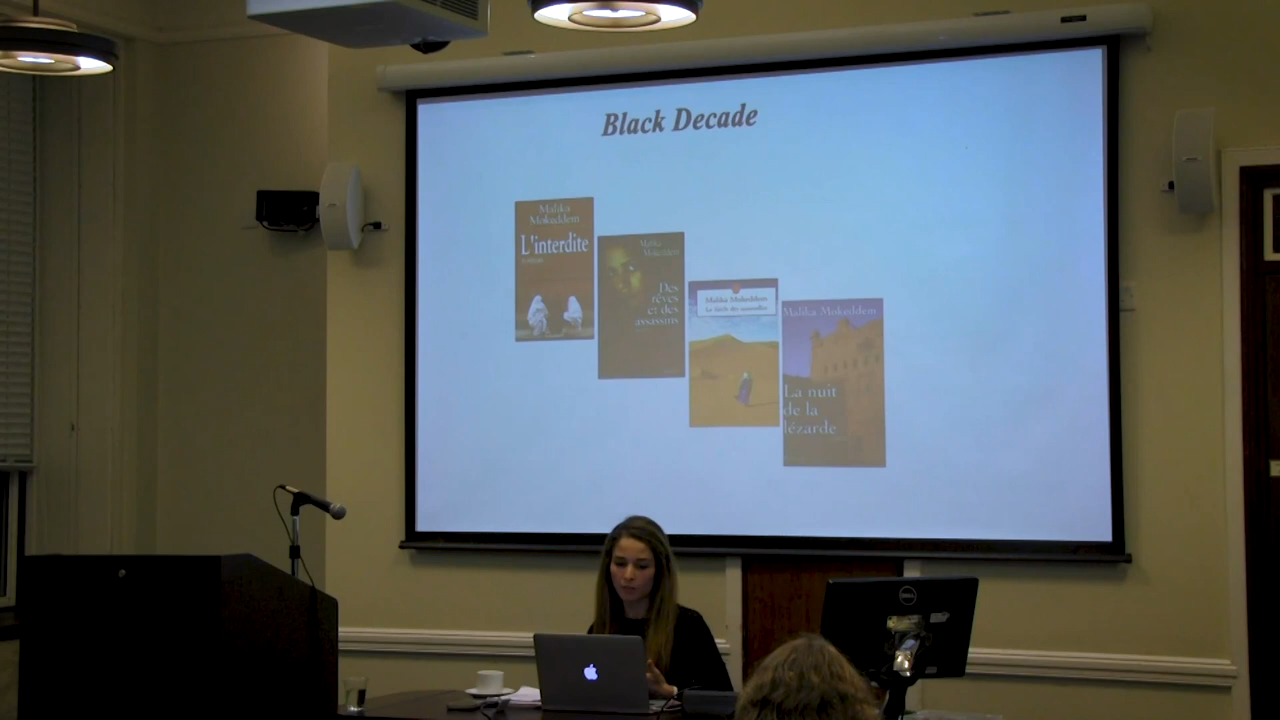 Black Decade
Malika
Mokeddem
L'interdite
Malika
Mokeddem
Des
rêves
et des
assassins
Malika Mokeddem
Malika Mokeddem
La nuit
de la
lézarde
DELL